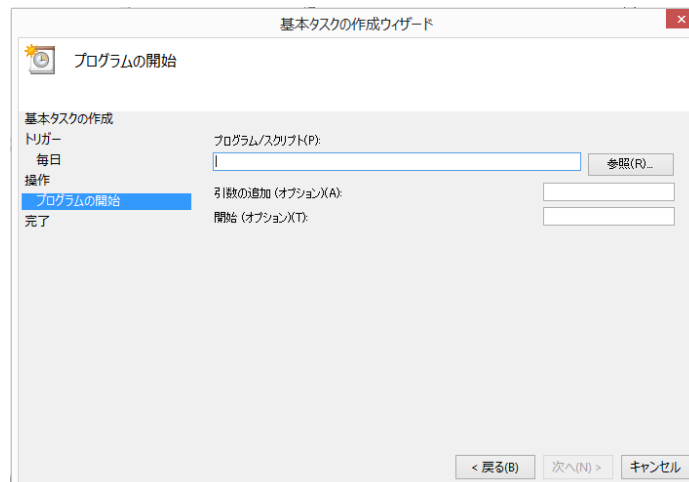 基本タスクの作成ウィザード
プログラムの開始
基本タスクの作成
トリガー
毎日
操作
プログラムの開始
完了
プログラム/スクリプト(P):
参照(R)...
引数の追加 (オプション)(A):
開始 (オプション)(T):
< 戻る(B)
次へ(N) >
キャンセル